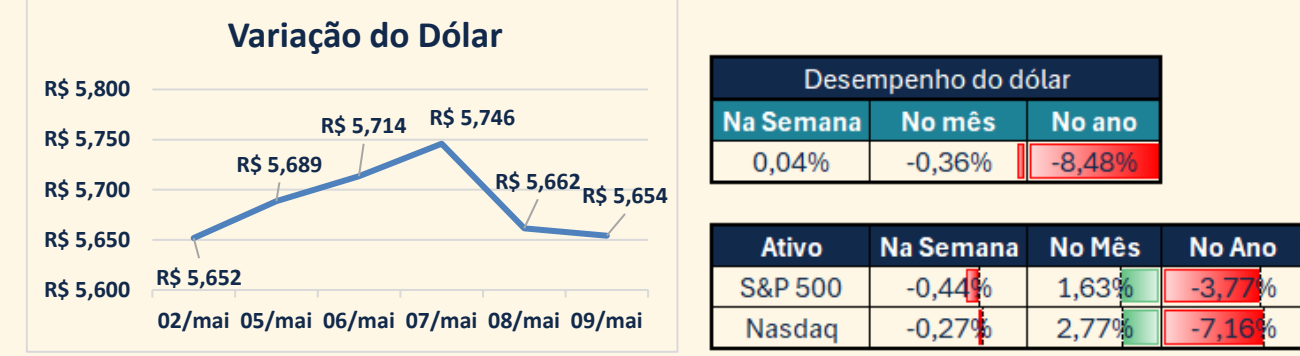 Variação do Dólar
R$ 5,800
R$ 5,750
R$ 5,700
R$ 5,650
R$ 5,600
R$ 5,652
R$ 5,689
R$ 5,714
R$ 5,746
R$ 5,662
R$ 5,654
02/mai 05/mai 06/mai 07/mai 08/mai 09/mai
Desempenho do dólar
Na Semana No mês No ano
0,04% -0,36% -8,48%
Ativo Na Semana No Mês No Ano
S&P 500 -0,44% 1,63% -3,77%
Nasdaq -0,27% 2,77% -7,16%